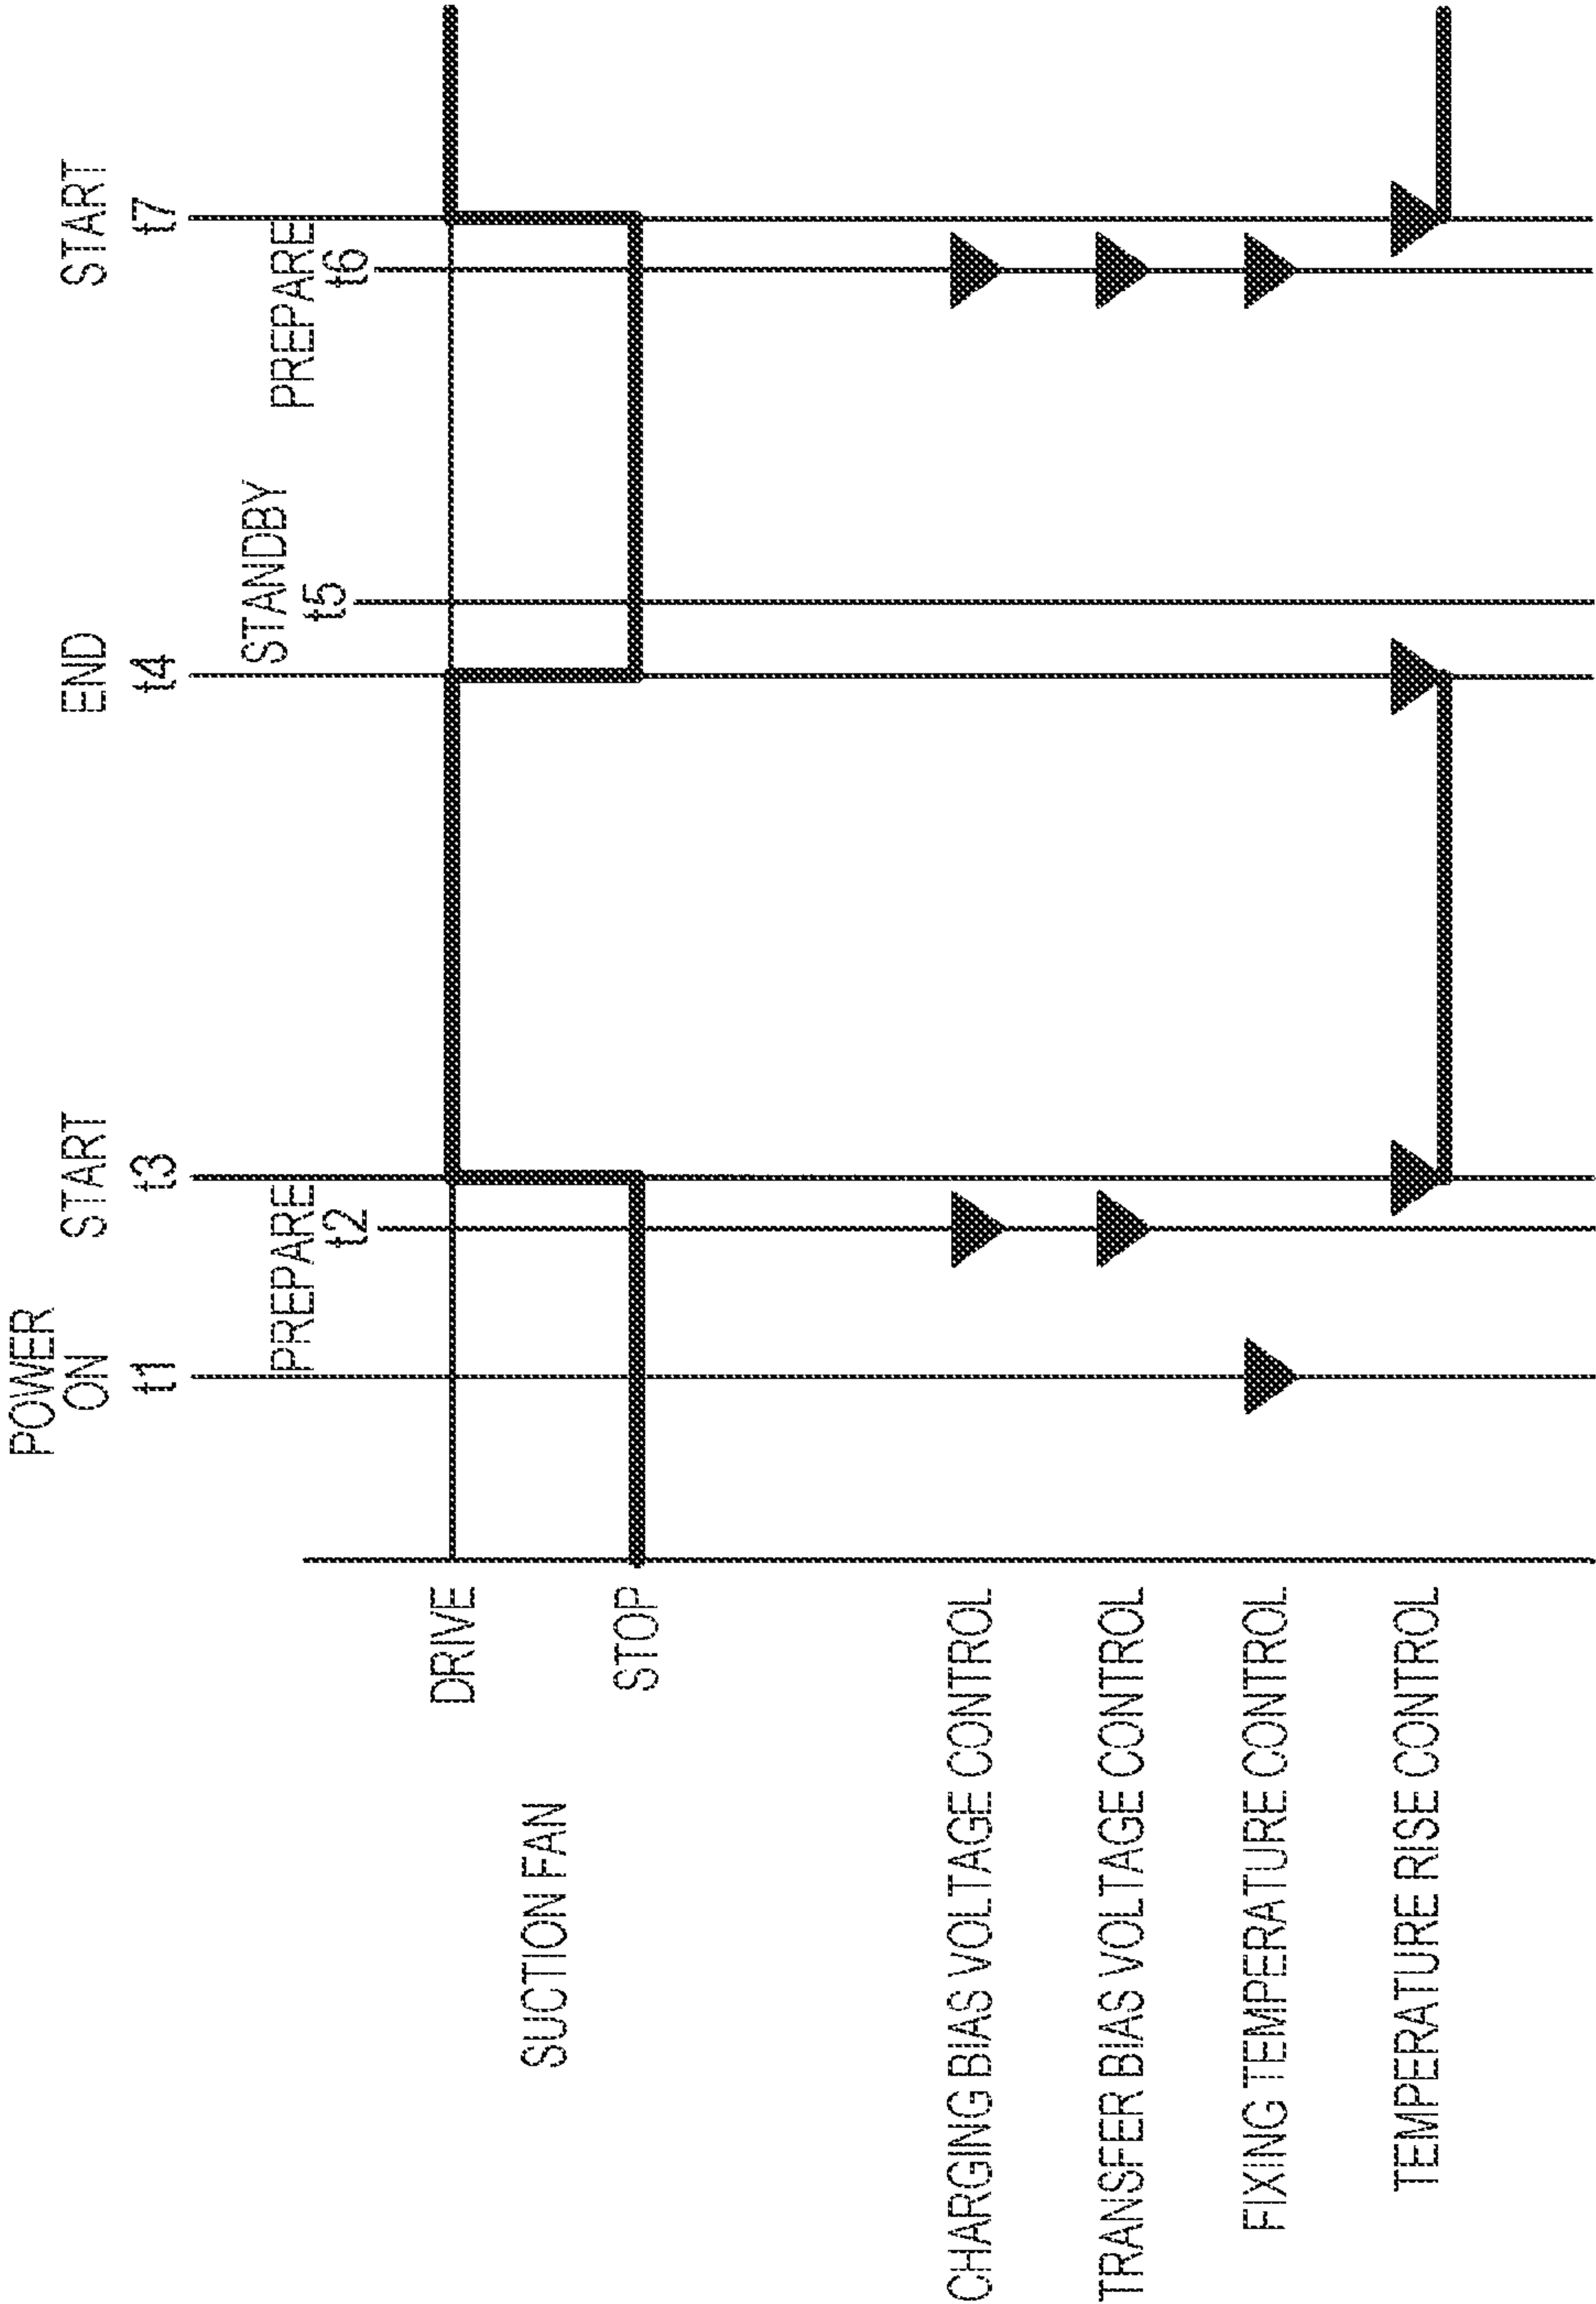 POWER
ON
t1
PREPARE
t2
START
t3
END
t4
STANDBY
t5
PREPARE
t6
START
t7
DRIVE
SUCTION FAN
STOP
CHARGING BIAS VOLTAGE CONTROL
TRANSFER BIAS VOLTAGE CONTROL
FIXING TEMPERATURE CONTROL
TEMPERATURE RISE CONTROL